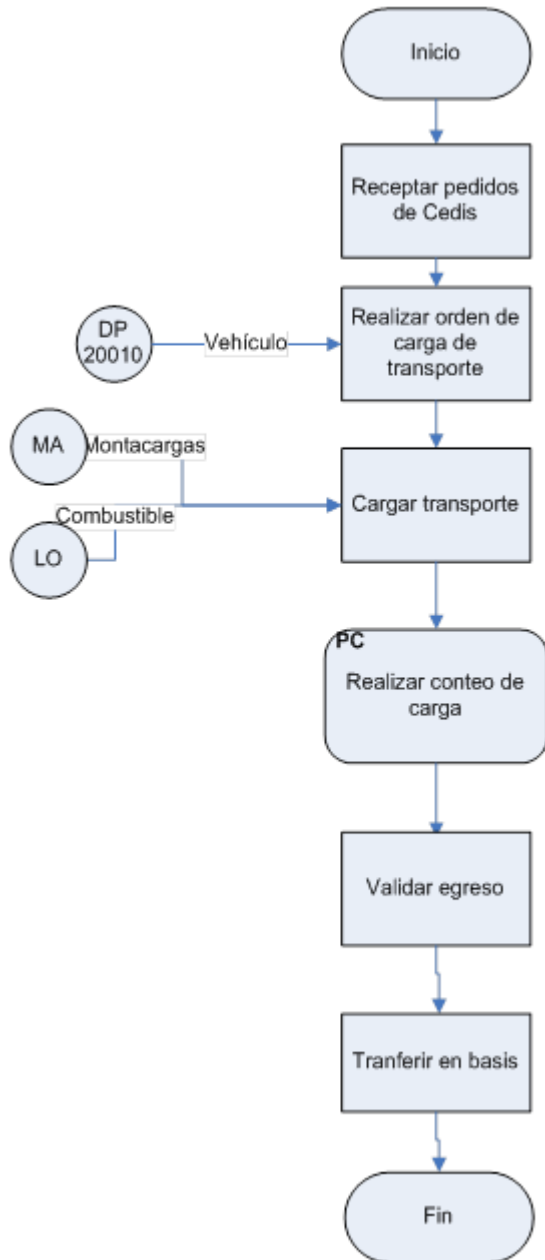 Inicio
Receptar pedidos
de Cedis
DP
20010
Vehículo
Realizar orden de
carga de
transporte
MA
Montacargas
Combustible
LO
Cargar transporte
PC
Realizar conteo de
carga
Validar egreso
Tranferir en basis
Fin